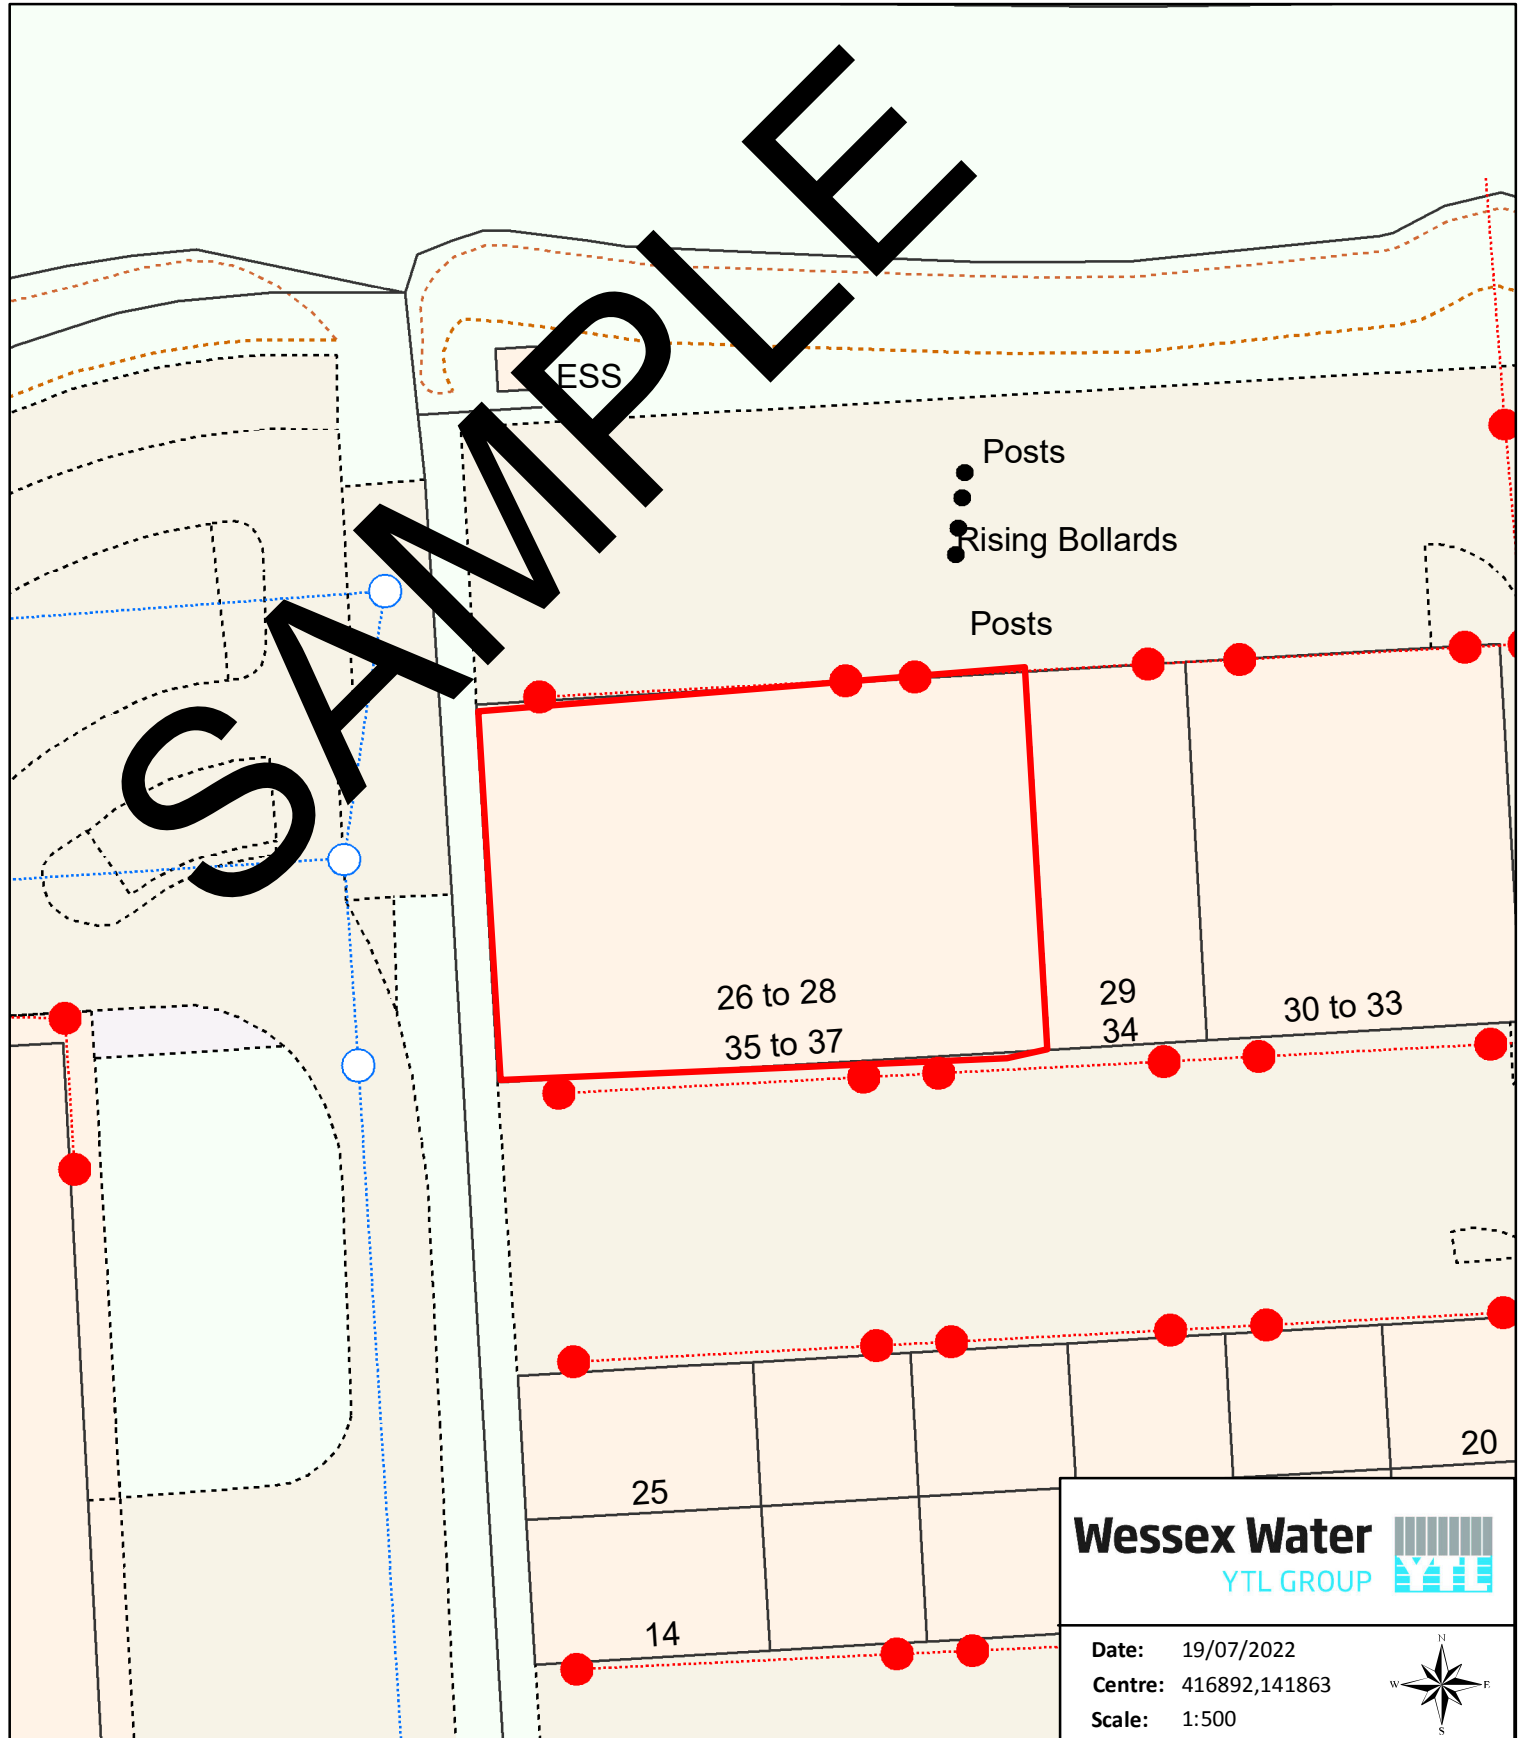 SAMPLE
ESS
Posts
Rising Bollards
Posts
26 to 28
35 to 37
29
34
30 to 33
25
20
14
Wessex Water
YTL GROUP
YTL
Date: 19/07/2022
Centre: 416892,141863
Scale: 1:500
N
W E
S